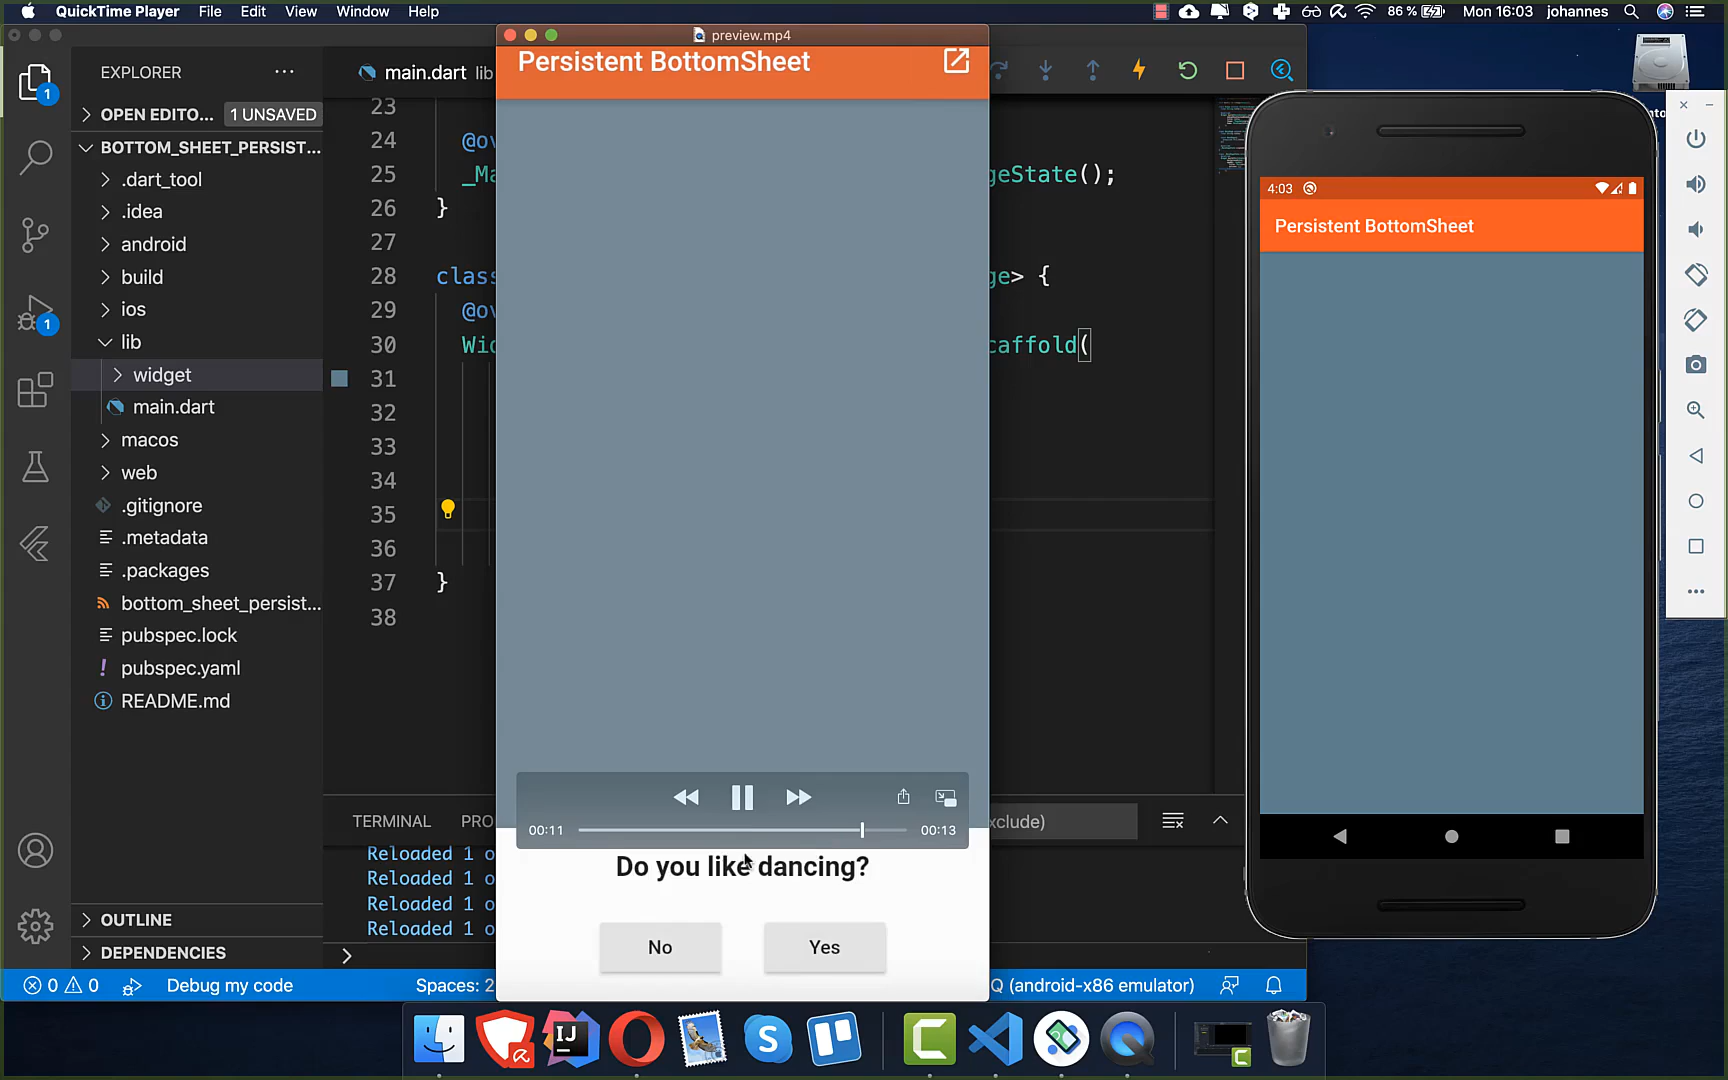 QuickTime Player File Edit View Window Help
86 % Mon 16:03 johannes
preview.mp4
EXPLORER
OPEN EDITO... 1 UNSAVED
BOTTOM_SHEET_PERSIST...
.dart_tool
.idea
android
build
ios
lib
widget
main.dart
macos
web
.gitignore
.metadata
.packages
bottom_sheet_persist...
pubspec.lock
pubspec.yaml
README.md
OUTLINE
DEPENDENCIES
main.dart lib
23
24 @ov
25 _Ma geState();
26 }
27
28 class ge> {
29 @ov
30 Wid caffold(
31
32
33
34
35
36
37 }
38
TERMINAL PRO xclude)
Reloaded 1 o
Reloaded 1 o
Reloaded 1 o
Reloaded 1 o
Persistent BottomSheet
00:11 00:13
Do you like dancing?
No Yes
4:03
Persistent BottomSheet
0 0 Debug my code Spaces: 2 Q (android-x86 emulator)
1
1
IJ